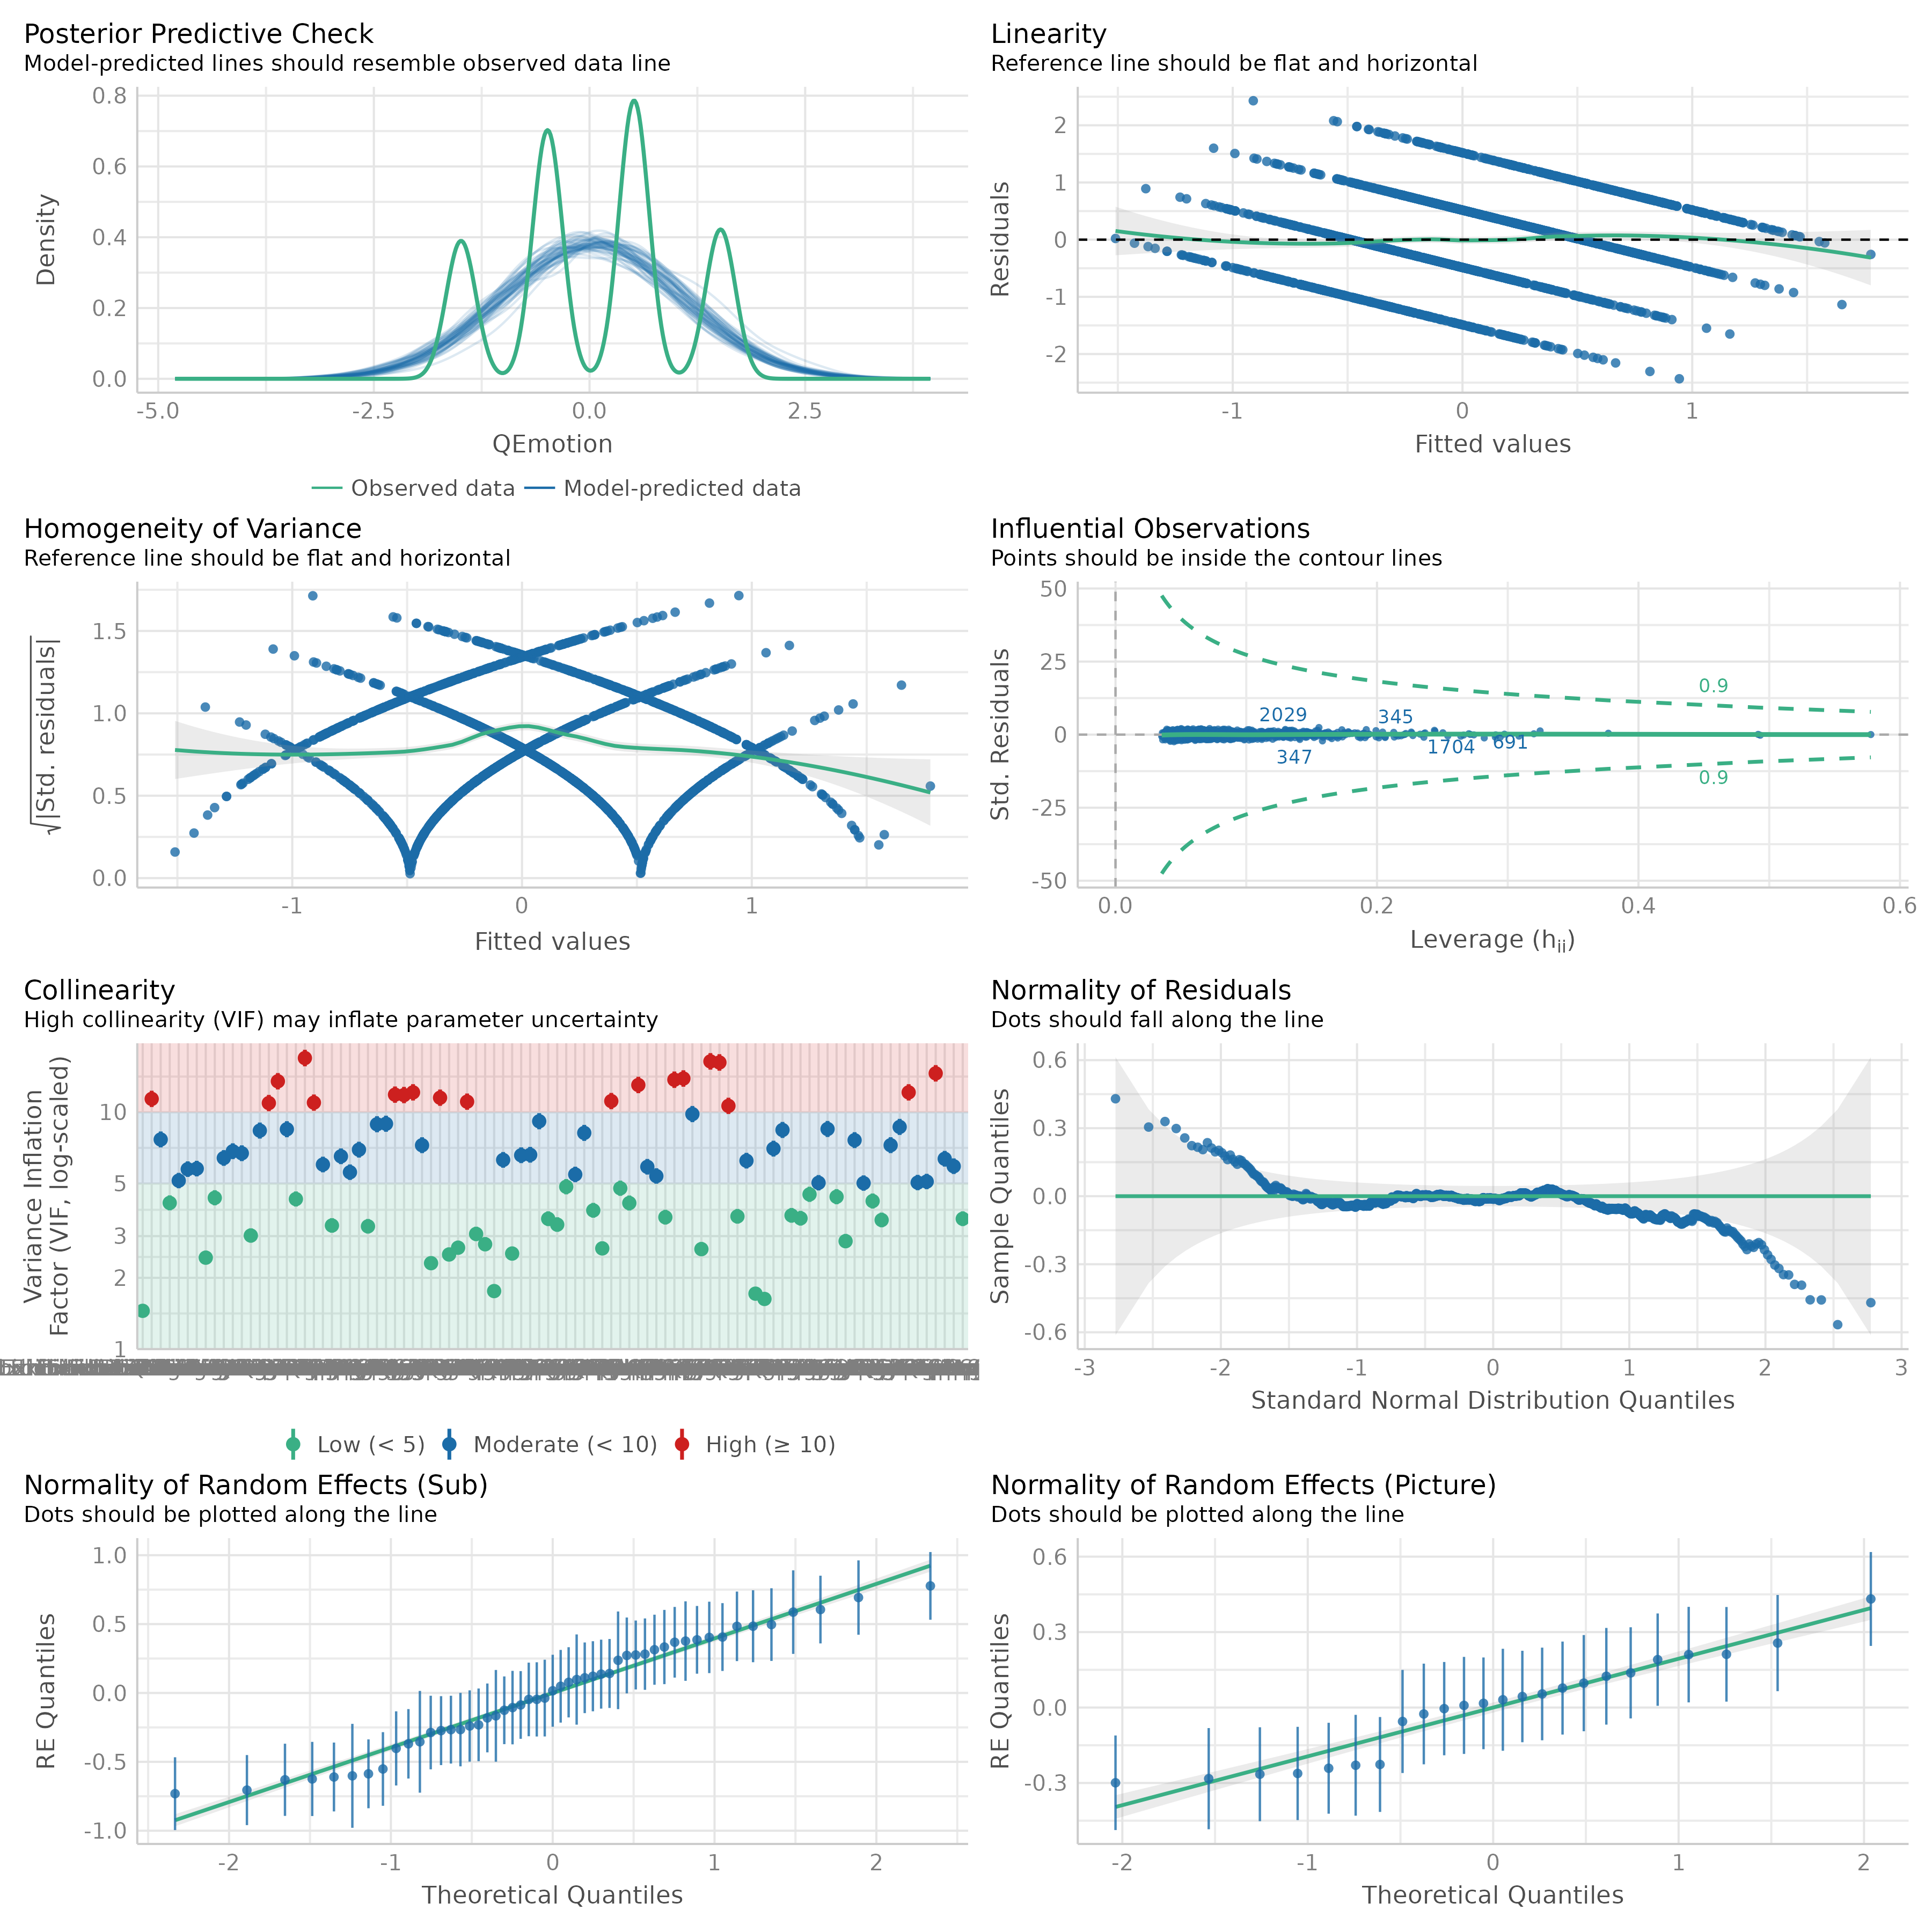 Posterior Predictive Check
Model-predicted lines should resemble observed data line
0.8
0.6
0.4
0.2
0.0
Density
-5.0 -2.5 0.0 2.5
QEmotion
Observed data Model-predicted data
Linearity
Reference line should be flat and horizontal
2
1
0
-1
-2
Residuals
-1 0 1
Fitted values
Homogeneity of Variance
Reference line should be flat and horizontal
1.5
1.0
0.5
0.0
√|Std. residuals|
-1 0 1
Fitted values
Influential Observations
Points should be inside the contour lines
50
25
0
-25
-50
Std. Residuals
0.9
2029 345
347 1704 691
0.9
0.0 0.2 0.4 0.6
Leverage (hii)
Collinearity
High collinearity (VIF) may inflate parameter uncertainty
10
5
3
2
1
Variance Inflation
Factor (VIF, log-scaled)
Low (< 5) Moderate (< 10) High (≥ 10)
Normality of Residuals
Dots should fall along the line
0.6
0.3
0.0
-0.3
-0.6
Sample Quantiles
-3 -2 -1 0 1 2 3
Standard Normal Distribution Quantiles
Normality of Random Effects (Sub)
Dots should be plotted along the line
1.0
0.5
0.0
-0.5
-1.0
RE Quantiles
-2 -1 0 1 2
Theoretical Quantiles
Normality of Random Effects (Picture)
Dots should be plotted along the line
0.6
0.3
0.0
-0.3
RE Quantiles
-2 -1 0 1 2
Theoretical Quantiles